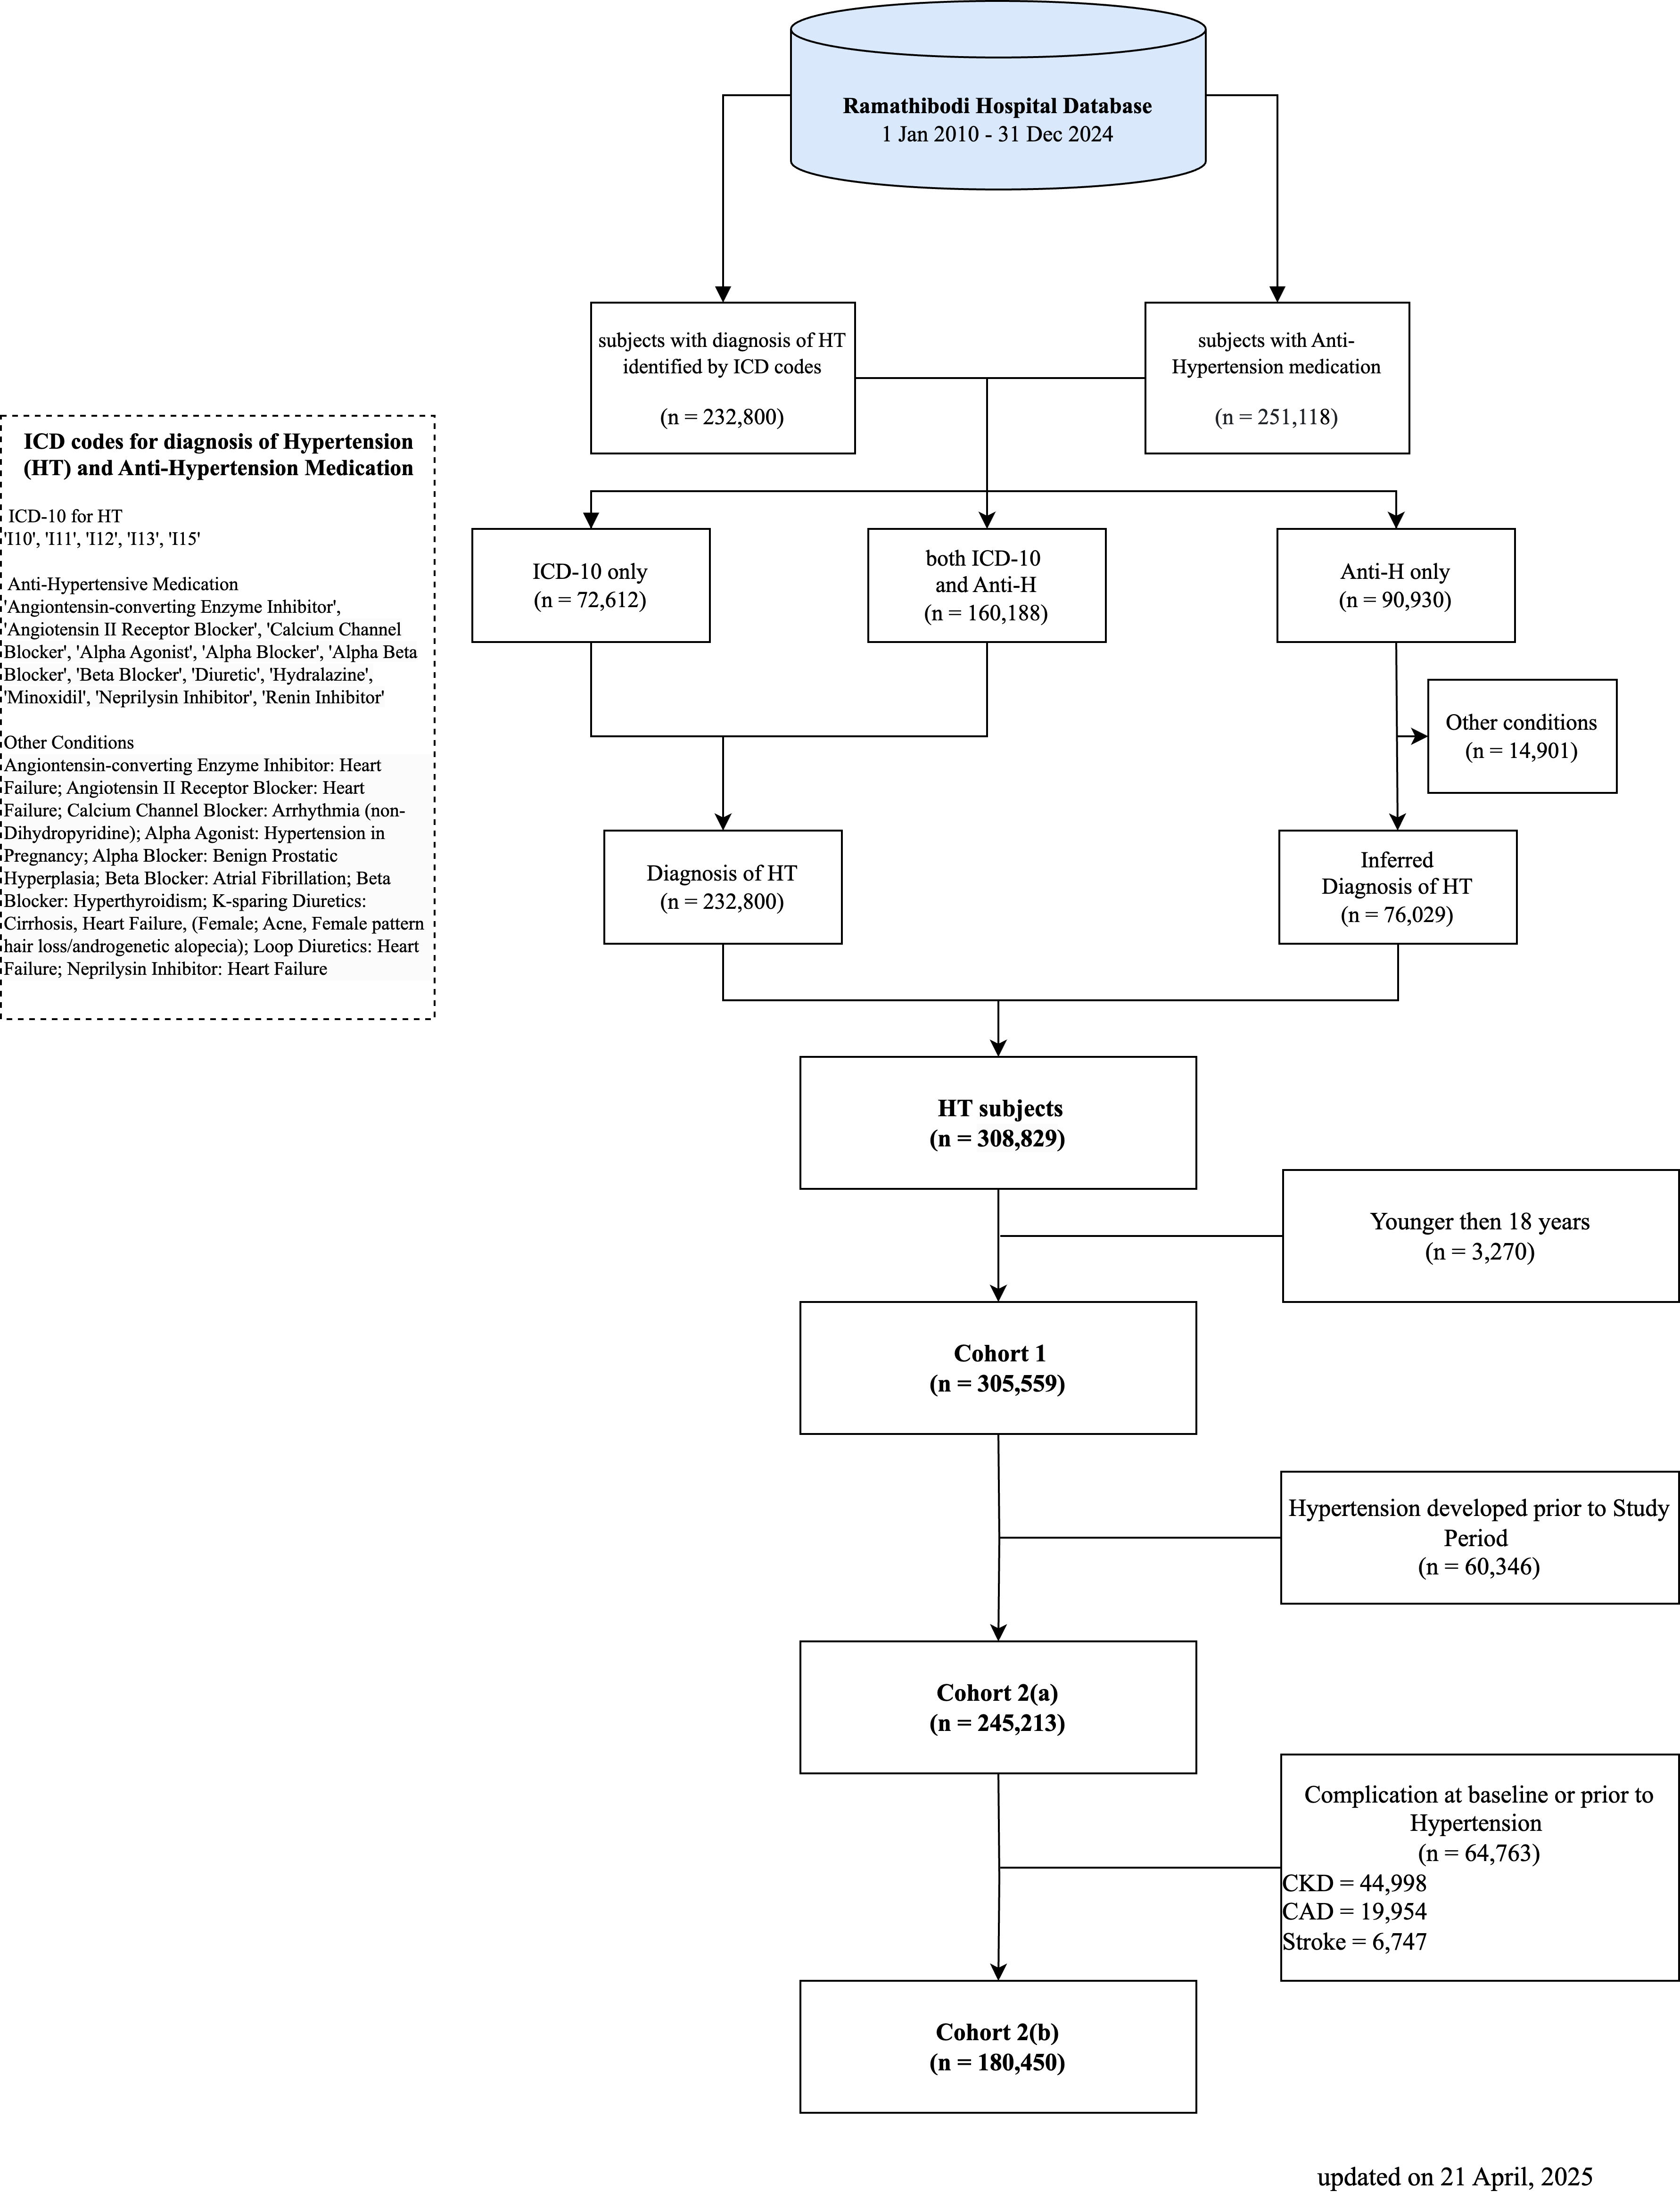 Ramathibodi Hospital Database
1 Jan 2010 - 31 Dec 2024
subjects with diagnosis of HT
identified by ICD codes
(n = 232,800)
subjects with Anti-
Hypertension medication
(n = 251,118)
ICD codes for diagnosis of Hypertension
(HT) and Anti-Hypertension Medication
ICD-10 for HT
'I10', 'I11', 'I12', 'I13', 'I15'
Anti-Hypertensive Medication
'Angiontensin-converting Enzyme Inhibitor',
'Angiotensin II Receptor Blocker', 'Calcium Channel
Blocker', 'Alpha Agonist', 'Alpha Blocker', 'Alpha Beta
Blocker', 'Beta Blocker', 'Diuretic', 'Hydralazine',
'Minoxidil', 'Neprilysin Inhibitor', 'Renin Inhibitor'
Other Conditions
Angiontensin-converting Enzyme Inhibitor: Heart
Failure; Angiotensin II Receptor Blocker: Heart
Failure; Calcium Channel Blocker: Arrhythmia (non-
Dihydropyridine); Alpha Agonist: Hypertension in
Pregnancy; Alpha Blocker: Benign Prostatic
Hyperplasia; Beta Blocker: Atrial Fibrillation; Beta
Blocker: Hyperthyroidism; K-sparing Diuretics:
Cirrhosis, Heart Failure, (Female; Acne, Female pattern
hair loss/androgenetic alopecia); Loop Diuretics: Heart
Failure; Neprilysin Inhibitor: Heart Failure
ICD-10 only
(n = 72,612)
both ICD-10
and Anti-H
(n = 160,188)
Anti-H only
(n = 90,930)
Other conditions
(n = 14,901)
Diagnosis of HT
(n = 232,800)
Inferred
Diagnosis of HT
(n = 76,029)
HT subjects
(n = 308,829)
Younger then 18 years
(n = 3,270)
Cohort 1
(n = 305,559)
Hypertension developed prior to Study
Period
(n = 60,346)
Cohort 2(a)
(n = 245,213)
Complication at baseline or prior to
Hypertension
(n = 64,763)
CKD = 44,998
CAD = 19,954
Stroke = 6,747
Cohort 2(b)
(n = 180,450)
updated on 21 April, 2025